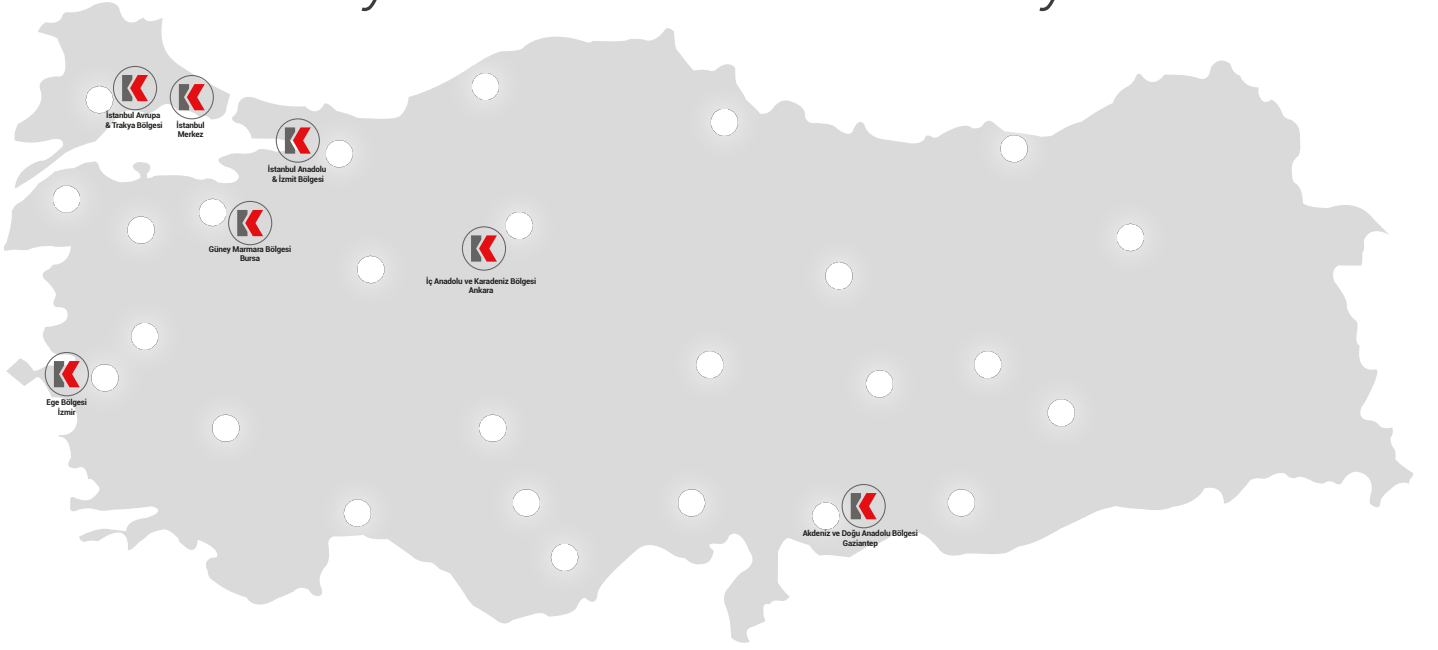 İstanbul Avrupa
& Trakya Bölgesi
İstanbul
Merkez
İstanbul Anadolu
& İzmit Bölgesi
Güney Marmara Bölgesi
Bursa
İç Anadolu ve Karadeniz Bölgesi
Ankara
Ege Bölgesi
İzmir
Akdeniz ve Doğu Anadolu Bölgesi
Gaziantep